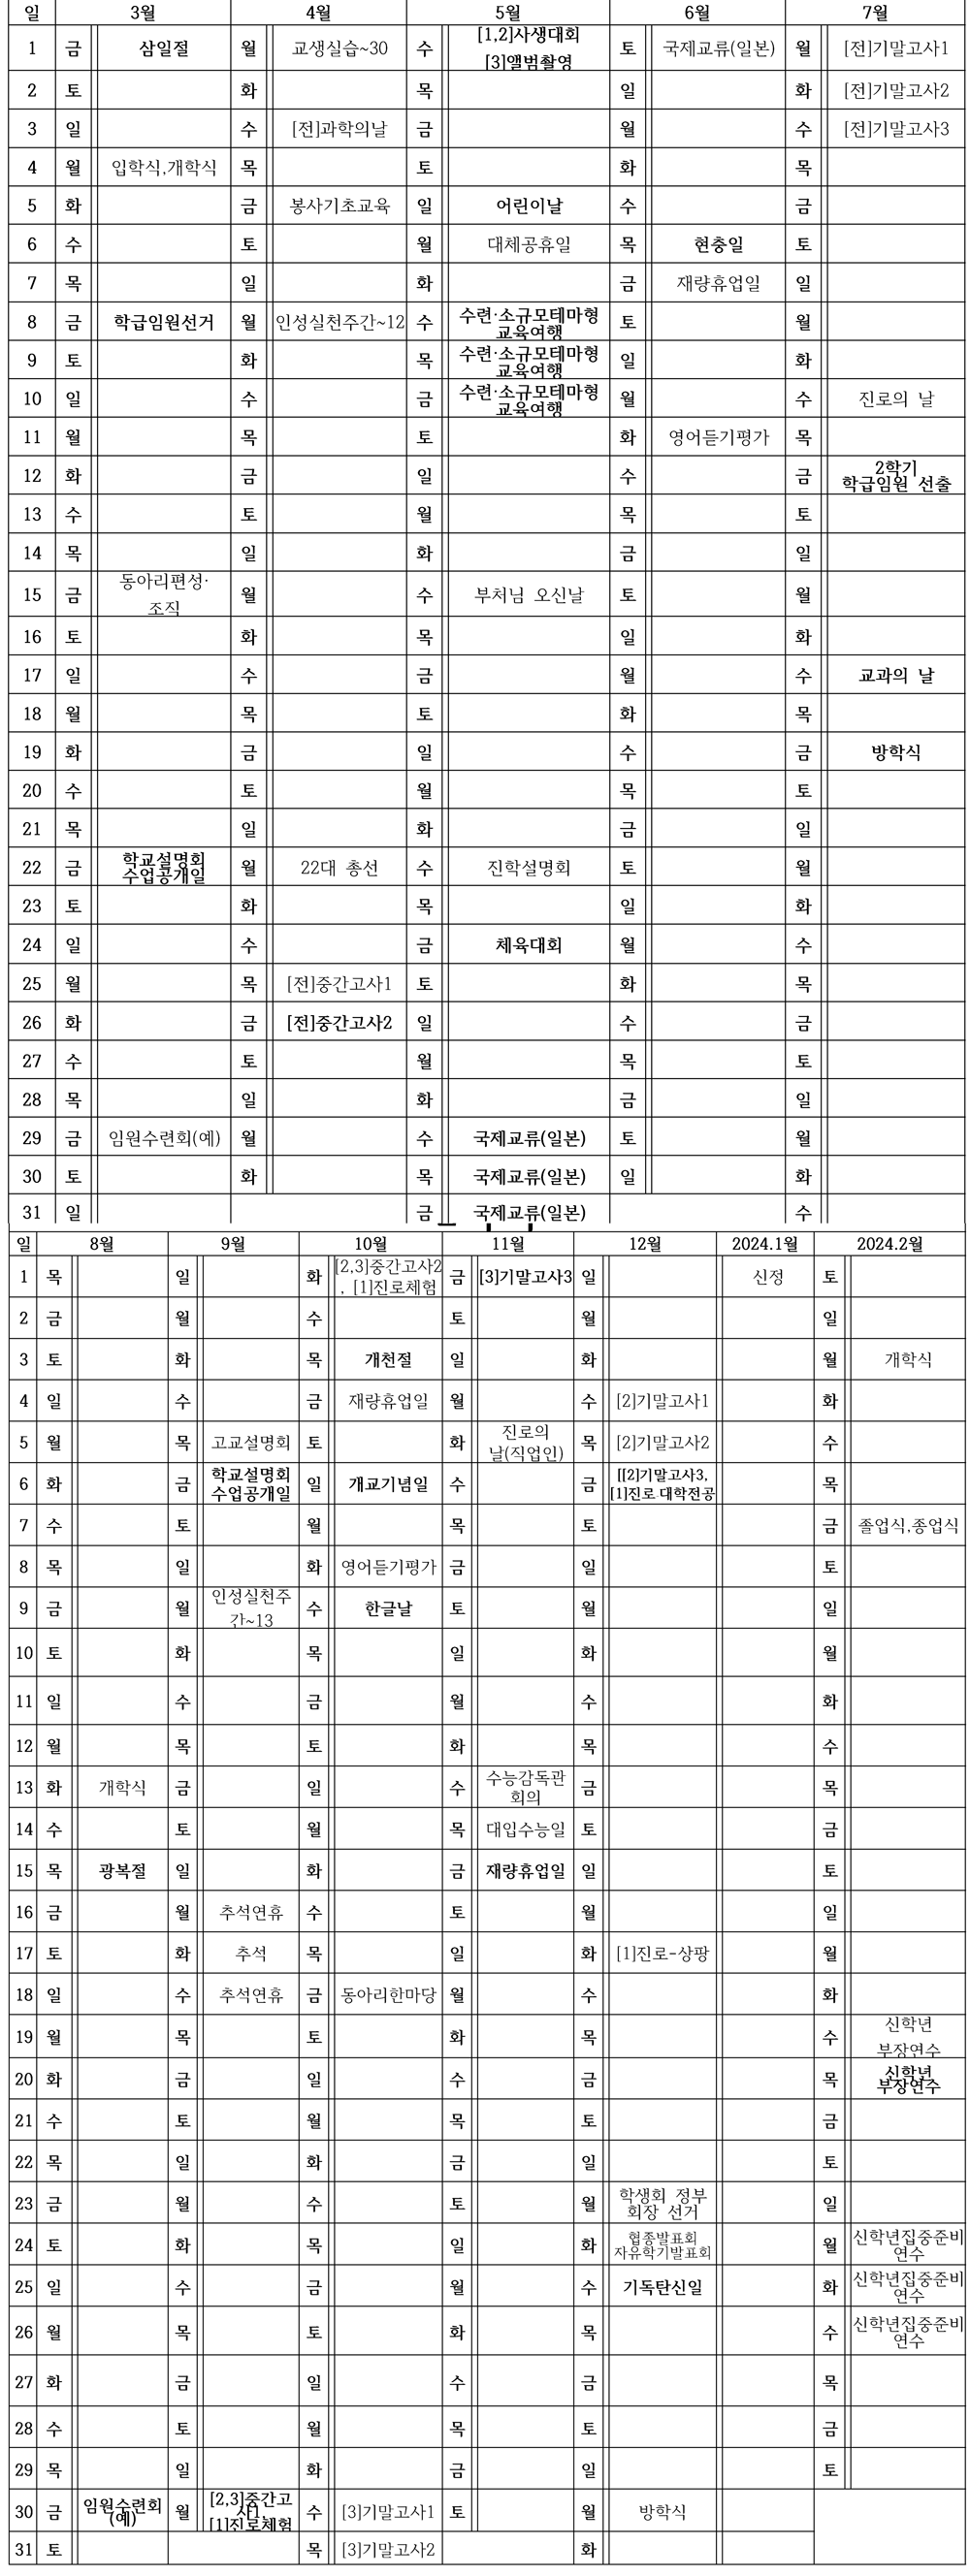 일 3월 4월 5월 6월 7월
1 금 삼일절 월 교생실습~30 수 [1,2]사생대회 [3]앨범촬영 토 국제교류(일본) 월 [전]기말고사1
2 토 화 목 일 화 [전]기말고사2
3 일 수 [전]과학의날 금 월 수 [전]기말고사3
4 월 입학식,개학식 목 토 화 목
5 화 금 봉사기초교육 일 어린이날 수 금
6 수 토 월 대체공휴일 목 현충일 토
7 목 일 화 금 재량휴업일 일
8 금 학급임원선거 월 인성실천주간~12 수 수련·소규모테마형 교육여행 토 월
9 토 화 목 수련·소규모테마형 교육여행 일 화
10 일 수 금 수련·소규모테마형 교육여행 월 수 진로의 날
11 월 목 토 화 영어듣기평가 목
12 화 금 일 수 금 2학기 학급임원 선출
13 수 토 월 목 토
14 목 일 화 금 일
15 금 동아리편성· 조직 월 수 부처님 오신날 토 월
16 토 화 목 일 화
17 일 수 금 월 수 교과의 날
18 월 목 토 화 목
19 화 금 일 수 금 방학식
20 수 토 월 목 토
21 목 일 화 금 일
22 금 학교설명회 수업공개일 월 22대 총선 수 진학설명회 토 월
23 토 화 목 일 화
24 일 수 금 체육대회 월 수
25 월 목 [전]중간고사1 토 화 목
26 화 금 [전]중간고사2 일 수 금
27 수 토 월 목 토
28 목 일 화 금 일
29 금 임원수련회(예) 월 수 국제교류(일본) 토 월
30 토 화 목 국제교류(일본) 일 화
31 일 금 국제교류(일본) 수
일 8월 9월 10월 11월 12월 2024.1월 2024.2월
1 목 일 화 [2,3]중간고사2 , [1]진로체험 금 [3]기말고사3 일 신정 토
2 금 월 수 토 월 일
3 토 화 목 개천절 일 화 월 개학식
4 일 수 금 재량휴업일 월 수 [2]기말고사1 화
5 월 목 고교설명회 토 화 진로의 날(직업인) 목 [2]기말고사2 수
6 화 금 학교설명회 수업공개일 일 개교기념일 수 금 [[2]기말고사3, [1]진로 대학전공 목
7 수 토 월 목 토 금 졸업식,종업식
8 목 일 화 영어듣기평가 금 일 토
9 금 월 인성실천주 간~13 수 한글날 토 월 일
10 토 화 목 일 화 월
11 일 수 금 월 수 화
12 월 목 토 화 목 수
13 화 개학식 금 일 수 수능감독관 회의 금 목
14 수 토 월 목 대입수능일 토 금
15 목 광복절 일 화 금 재량휴업일 일 토
16 금 월 추석연휴 수 토 월 일
17 토 화 추석 목 일 화 [1]진로-상팡 월
18 일 수 추석연휴 금 동아리한마당 월 수 화
19 월 목 토 화 목 수 신학년 부장연수
20 화 금 일 수 금 목 신학년 부장연수
21 수 토 월 목 토 금
22 목 일 화 금 일 토
23 금 월 수 토 월 학생회 정부 회장 선거 일
24 토 화 목 일 화 협종발표회 자유학기발표회 월 신학년집중준비 연수
25 일 수 금 월 수 기독탄신일 화 신학년집중준비 연수
26 월 목 토 화 목 수 신학년집중준비 연수
27 화 금 일 수 금 목
28 수 토 월 목 토 금
29 목 일 화 금 일 토
30 금 임원수련회 (예) 월 [2,3]중간고 사1, [1]진로체험 수 [3]기말고사1 토 월 방학식
31 토 목 [3]기말고사2 화